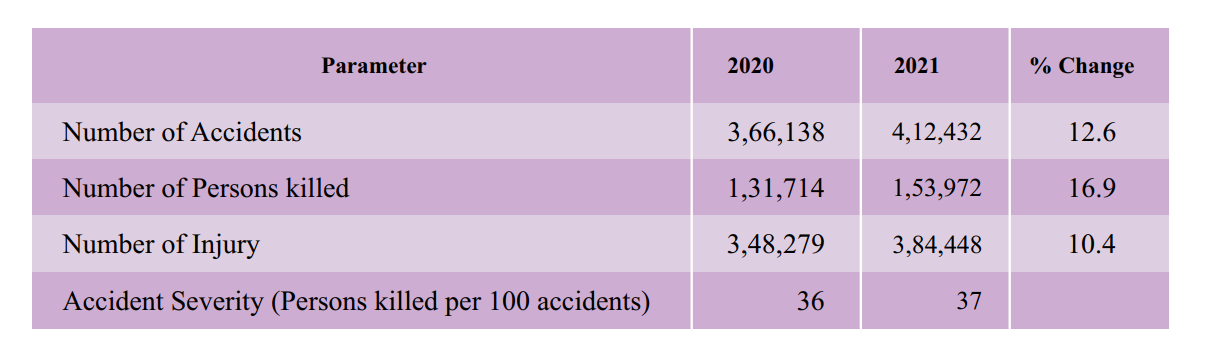 Parameter 2020 2021 % Change
Number of Accidents 3,66,138 4,12,432 12.6
Number of Persons killed 1,31,714 1,53,972 16.9
Number of Injury 3,48,279 3,84,448 10.4
Accident Severity (Persons killed per 100 accidents) 36 37